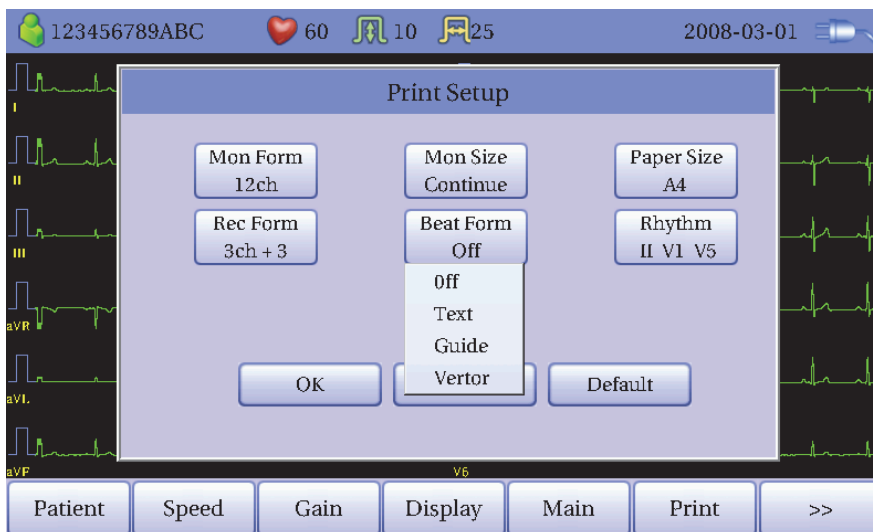 123456789ABC 60 10 25 2008-03-01
Print Setup
I
Mon Form
12ch
Mon Size
Continue
Paper Size
A4
II
Rec Form
3ch + 3
Beat Form
Off
Rhythm
II V1 V5
III
0ff
Text
Guide
Vertor
aVR
OK
Default
aVL
aVF
V6
Patient Speed Gain Display Main Print >>